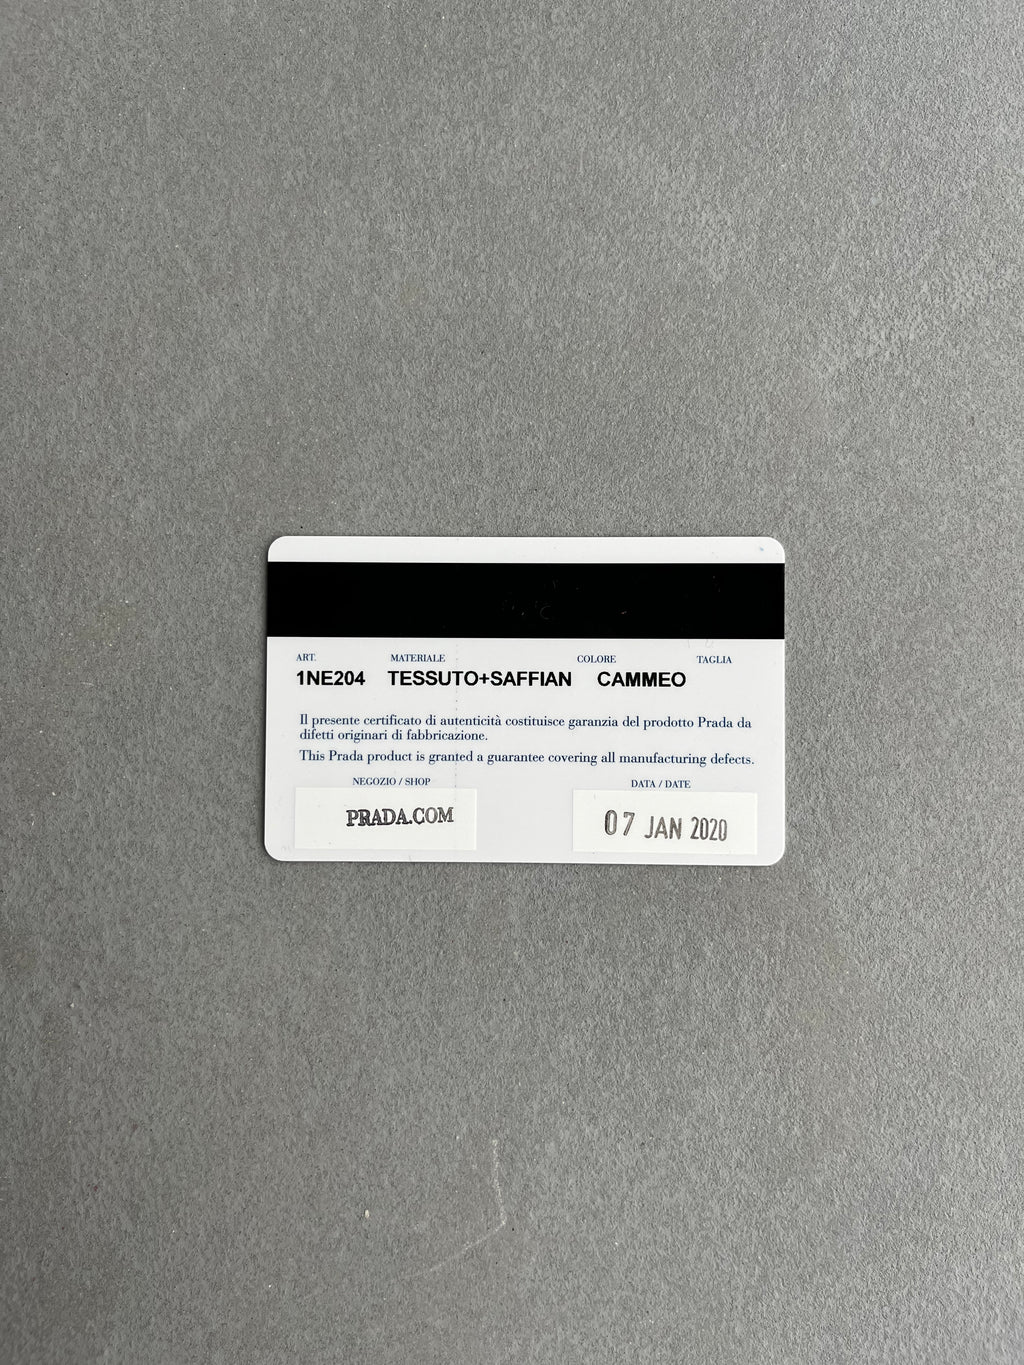 ART. MATERIALE COLORE TAGLIA
1NE204 TESSUTO+SAFFIAN CAMMEO
Il presente certificato di autenticità costituisce garanzia del prodotto Prada da
difetti originari di fabbricazione.
This Prada product is granted a guarantee covering all manufacturing defects.
NEGOZIO / SHOP DATA / DATE
PRADA.COM 07 JAN 2020